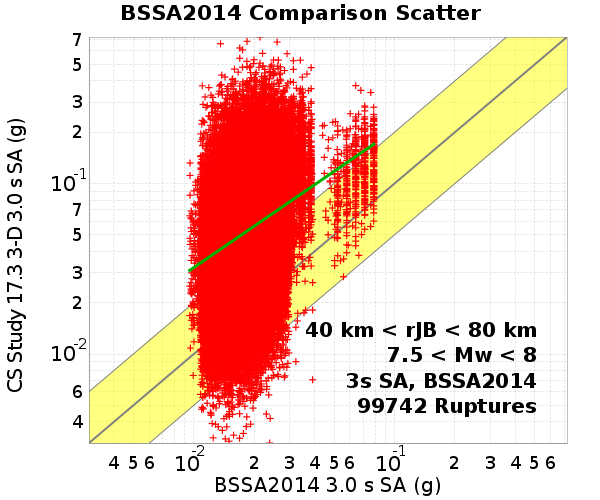 BSSA2014 Comparison Scatter
CS Study 17.3 3-D 3.0 s SA (g)
7
5
3
2
10-1
7
5
3
2
10-2
6
4
40 km < rJB < 80 km
7.5 < Mw < 8
3s SA, BSSA2014
99742 Ruptures
4 5 6 10-2 2 3 4 5 6 10-1 2 3 4 5 6
BSSA2014 3.0 s SA (g)